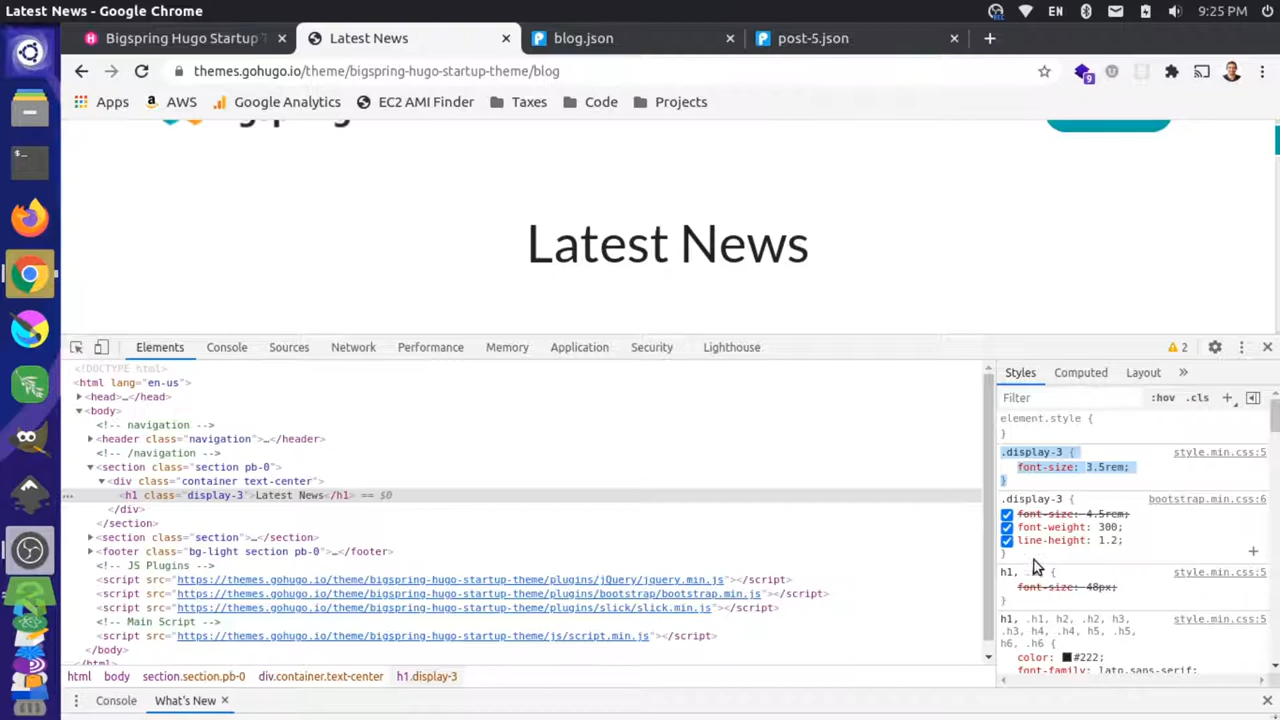 Latest News - Google Chrome
EN
9:25 PM
Bigspring Hugo Startup T
Latest News
blog.json
post-5.json
themes.gohugo.io/theme/bigspring-hugo-startup-theme/blog
9
Apps
AWS
Google Analytics
EC2 AMI Finder
Taxes
Code
Projects
Latest News
Elements
Console
Sources
Network
Performance
Memory
Application
Security
Lighthouse
2
<!DOCTYPE html>
<html lang="en-us">
<head>…</head>
<body>
<!-- navigation -->
<header class="navigation">…</header>
<!-- /navigation -->
<section class="section pb-0">
<div class="container text-center">
<h1 class="display-3">Latest News</h1> == $0
</div>
</section>
<section class="section">…</section>
<footer class="bg-light section pb-0">…</footer>
<!-- JS Plugins -->
<script src="https://themes.gohugo.io/theme/bigspring-hugo-startup-theme/plugins/jQuery/jquery.min.js"></script>
<script src="https://themes.gohugo.io/theme/bigspring-hugo-startup-theme/plugins/bootstrap/bootstrap.min.js"></script>
<script src="https://themes.gohugo.io/theme/bigspring-hugo-startup-theme/plugins/slick/slick.min.js"></script>
<!-- Main Script -->
<script src="https://themes.gohugo.io/theme/bigspring-hugo-startup-theme/js/script.min.js"></script>
</body>
</html>
html
body
section.section.pb-0
div.container.text-center
h1.display-3
Styles
Computed
Layout
Filter
:hov
.cls
element.style {
}
.display-3 {
style.min.css:5
font-size: 3.5rem;
}
.display-3 {
bootstrap.min.css:6
font-size: 4.5rem;
font-weight: 300;
line-height: 1.2;
}
h1, {
style.min.css:5
font-size: 48px;
}
h1, .h1, h2, .h2, h3,
style.min.css:5
.h3, h4, .h4, h5, .h5,
h6, .h6 {
color: #222;
font-family: lato,sans-serif;
Console
What's New